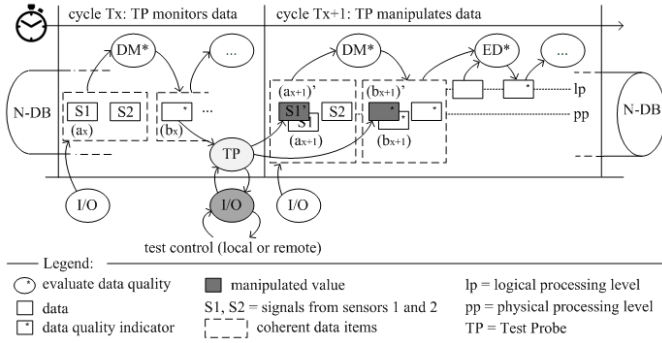 cycle Tx: TP monitors data
cycle Tx+1: TP manipulates data
DM*
...
DM*
ED*
...
N-DB
S1
S2
*
...
(ax)
(bx)
(ax+1)'
(bx+1)'
S1'
S1
S2
*
*
*
*
(ax+1)
(bx+1)
lp
pp
N-DB
TP
I/O
I/O
I/O
test control (local or remote)
Legend:
* evaluate data quality
data
* data quality indicator
manipulated value
S1, S2 = signals from sensors 1 and 2
coherent data items
lp = logical processing level
pp = physical processing level
TP = Test Probe